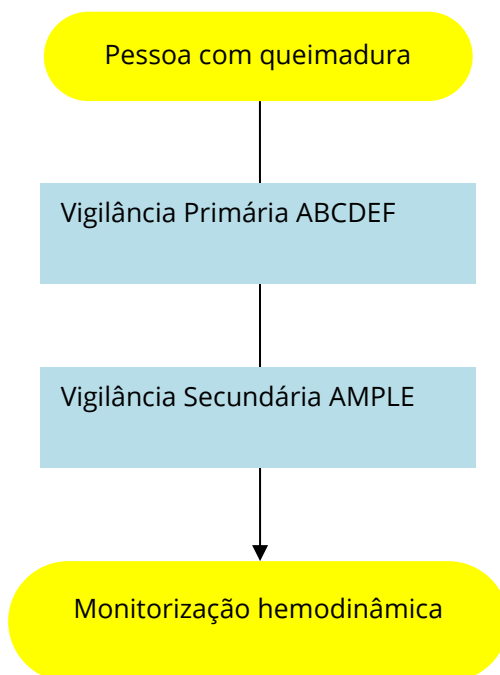 Pessoa com queimadura
Vigilância Primária ABCDEF
Vigilância Secundária AMPLE
Monitorização hemodinâmica